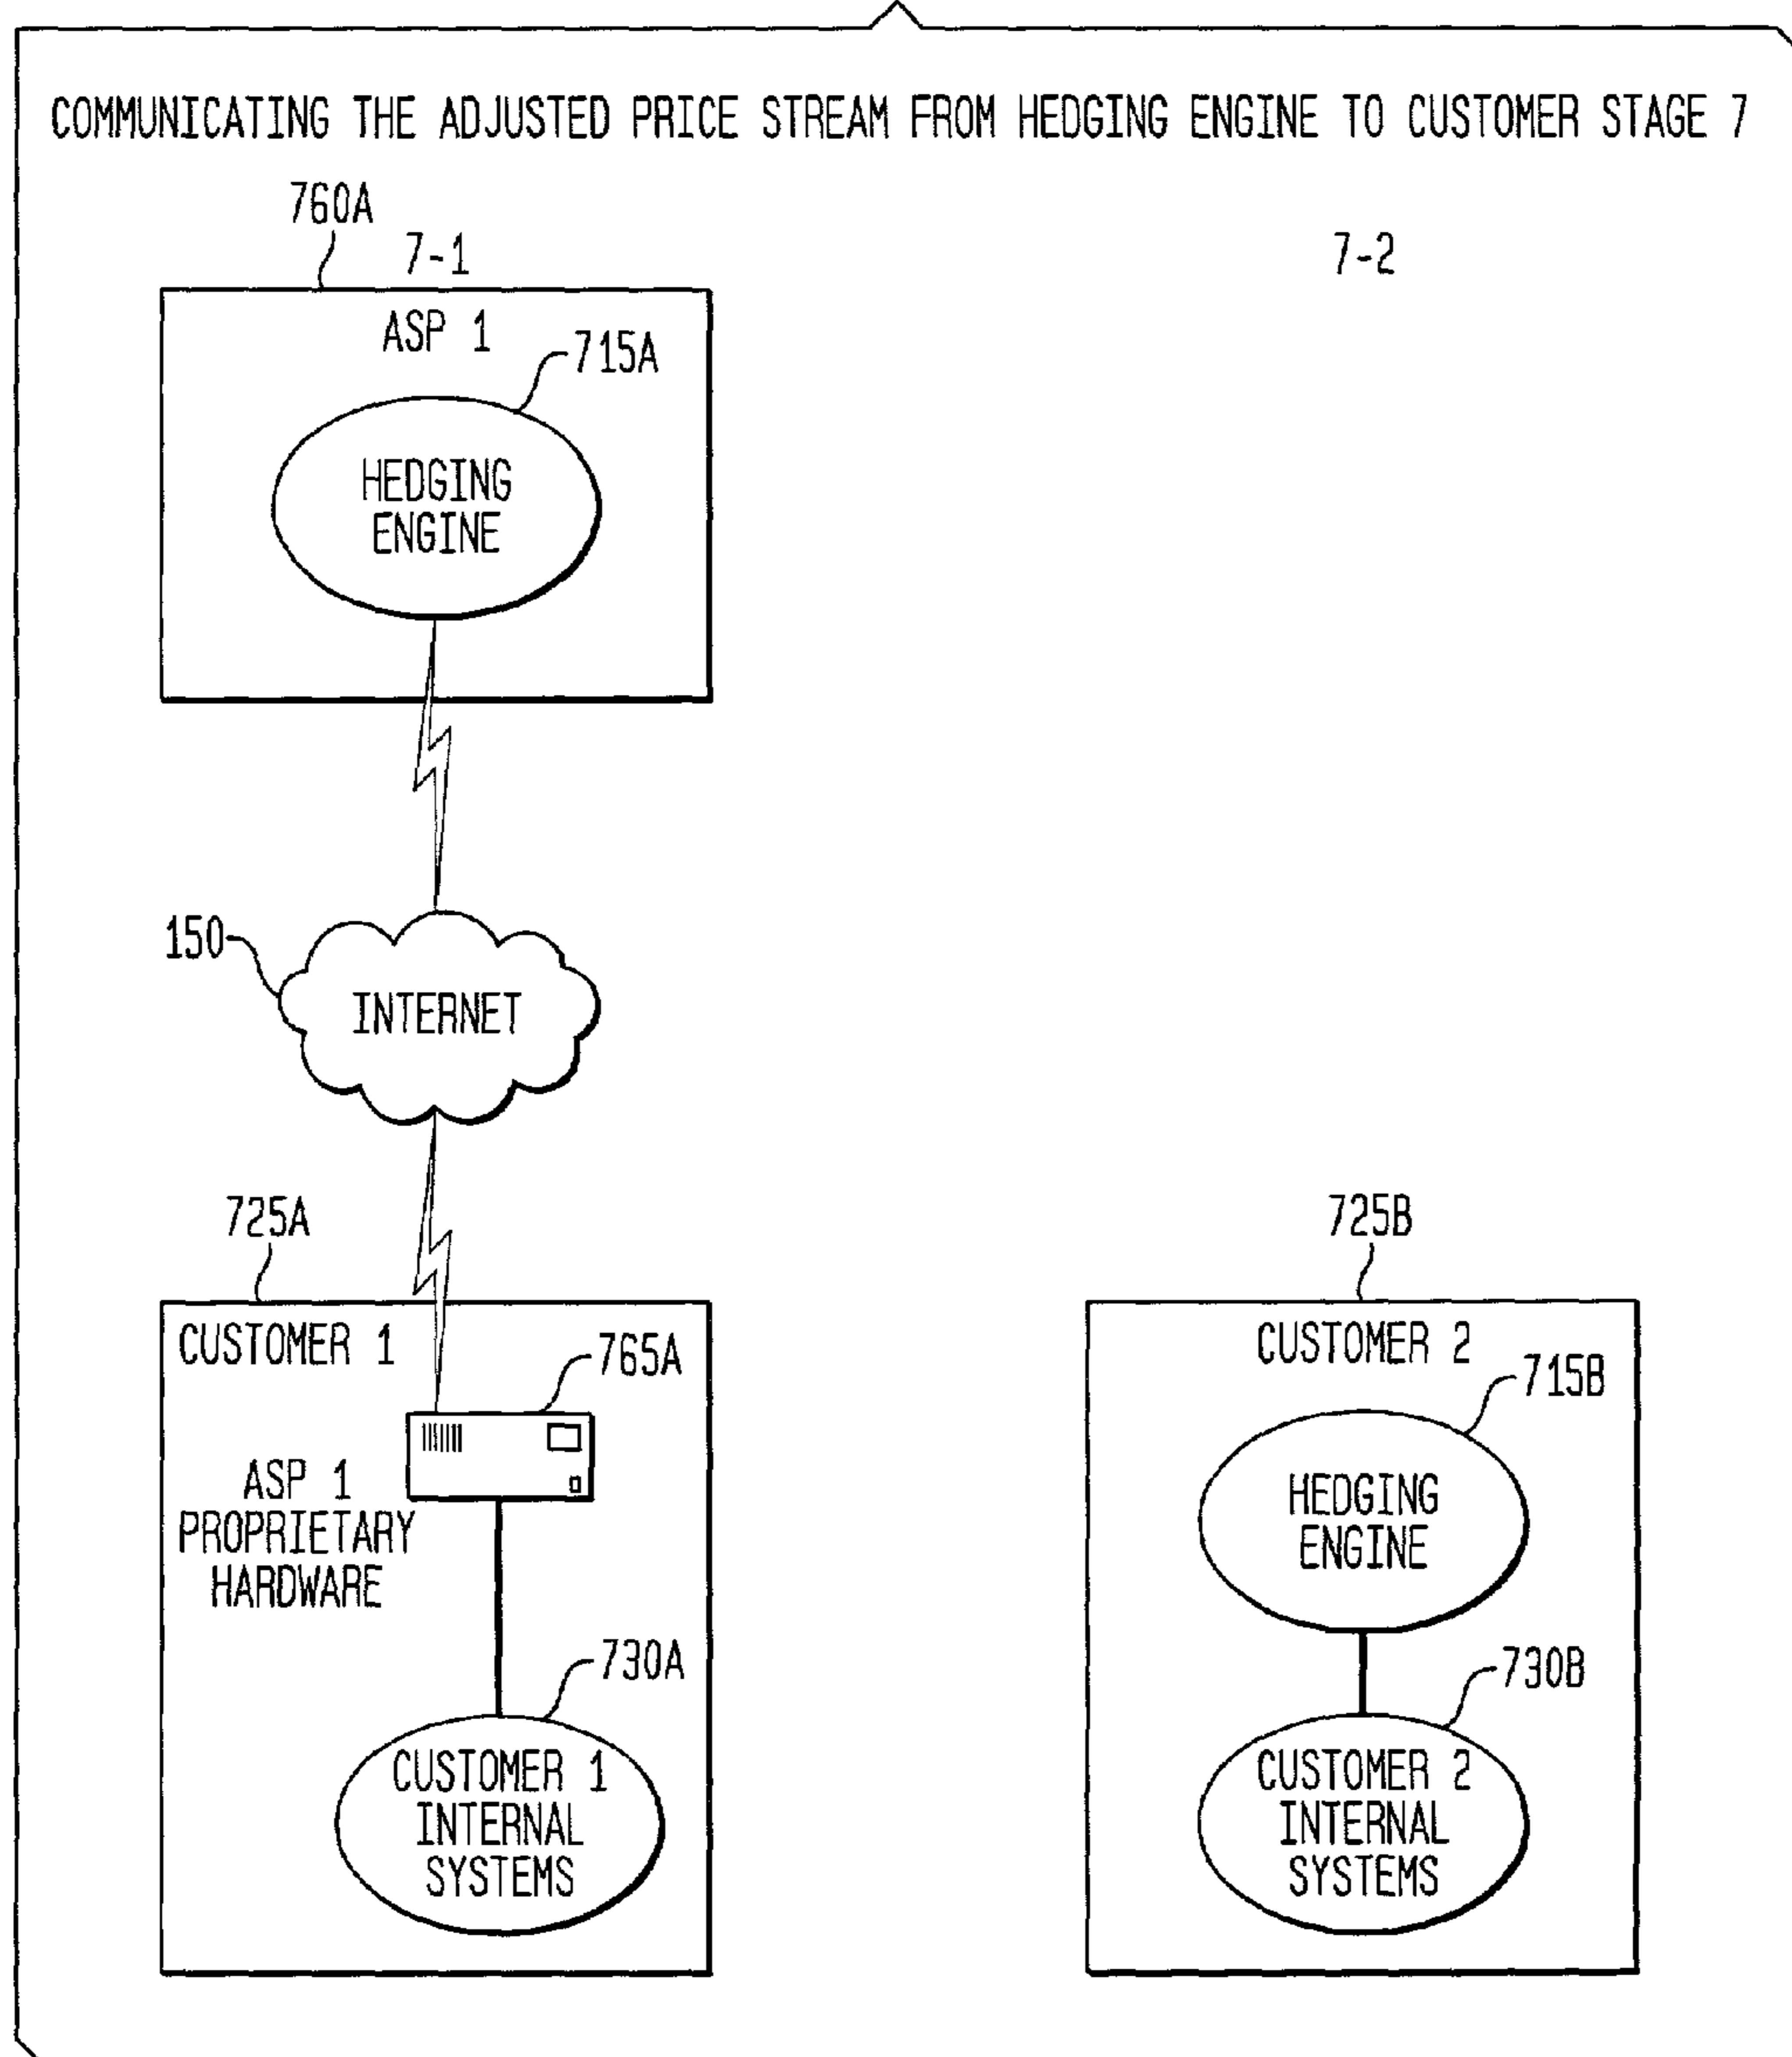 COMMUNICATING THE ADJUSTED PRICE STREAM FROM HEDGING ENGINE TO CUSTOMER STAGE 7
760A
7-1
7-2
ASP 1
715A
HEDGING
ENGINE
150
INTERNET
725A
725B
CUSTOMER 1
765A
ASP 1
PROPRIETARY
HARDWARE
730A
CUSTOMER 1
INTERNAL
SYSTEMS
CUSTOMER 2
715B
HEDGING
ENGINE
730B
CUSTOMER 2
INTERNAL
SYSTEMS